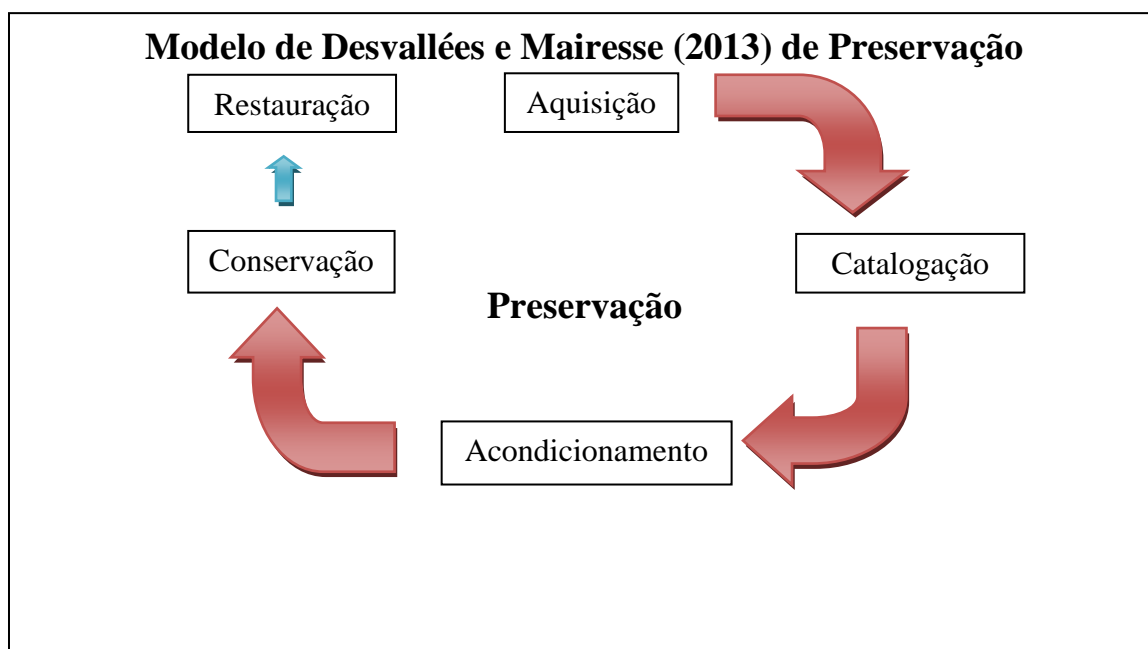 Modelo de Desvallées e Mairesse (2013) de Preservação
Restauração
Aquisição
Conservação
Catalogação
Preservação
Acondicionamento